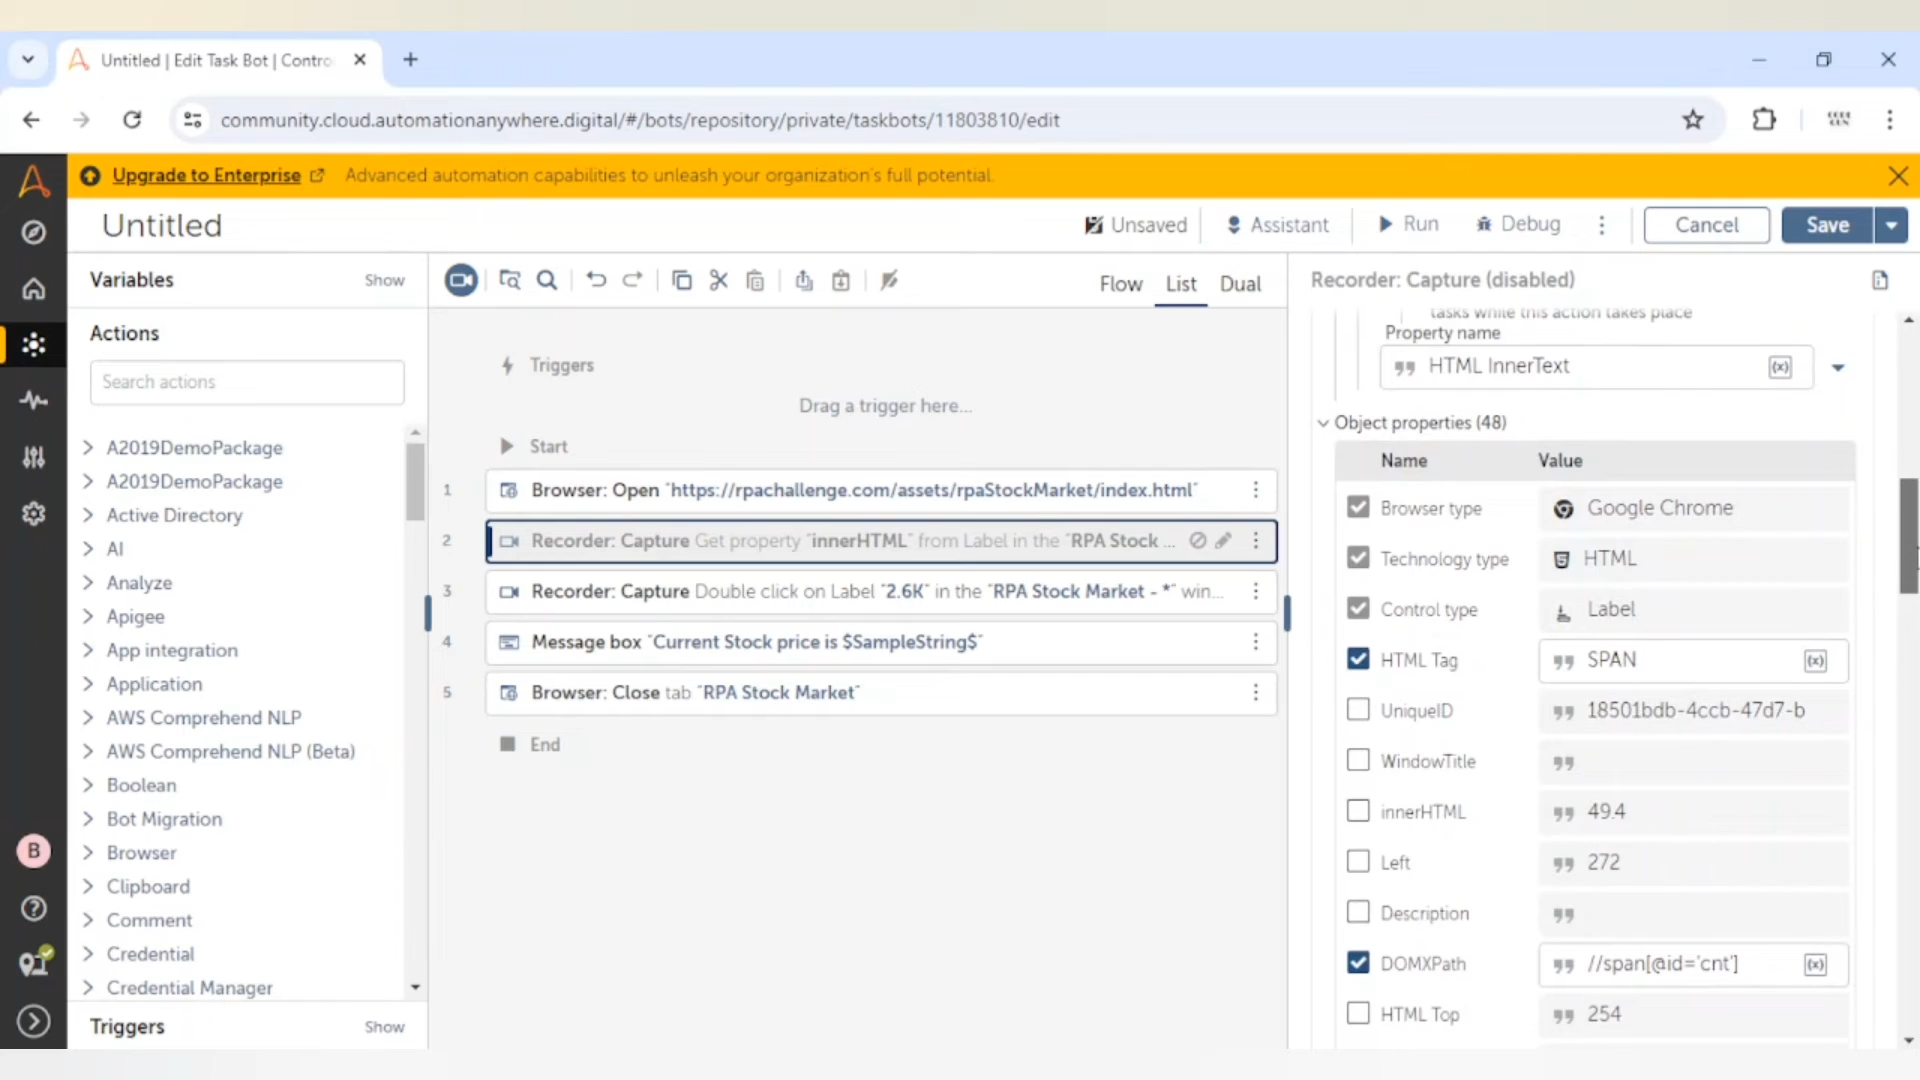 Untitled | Edit Task Bot | Contro
community.cloud.automationanywhere.digital/#/bots/repository/private/taskbots/11803810/edit
Upgrade to Enterprise Advanced automation capabilities to unleash your organization's full potential.
Untitled
Unsaved
Assistant
Run
Debug
Cancel
Save
Variables
Show
Actions
Search actions
A2019DemoPackage
A2019DemoPackage
Active Directory
AI
Analyze
Apigee
App integration
Application
AWS Comprehend NLP
AWS Comprehend NLP (Beta)
Boolean
Bot Migration
Browser
Clipboard
Comment
Credential
Credential Manager
Triggers
Show
B
Flow
List
Dual
Triggers
Drag a trigger here...
Start
1 Browser: Open "https://rpachallenge.com/assets/rpaStockMarket/index.html"
2 Recorder: Capture Get property "innerHTML" from Label in the "RPA Stock ...
3 Recorder: Capture Double click on Label "2.6K" in the "RPA Stock Market - *" win...
4 Message box "Current Stock price is $SampleString$"
5 Browser: Close tab "RPA Stock Market"
End
Recorder: Capture (disabled)
tasks while this action takes place
Property name
HTML InnerText (x)
Object properties (48)
Name Value
Browser type Google Chrome
Technology type HTML
Control type Label
HTML Tag SPAN (x)
UniqueID 18501bdb-4ccb-47d7-b
WindowTitle
innerHTML 49.4
Left 272
Description
DOMXPath //span[@id='cnt'] (x)
HTML Top 254